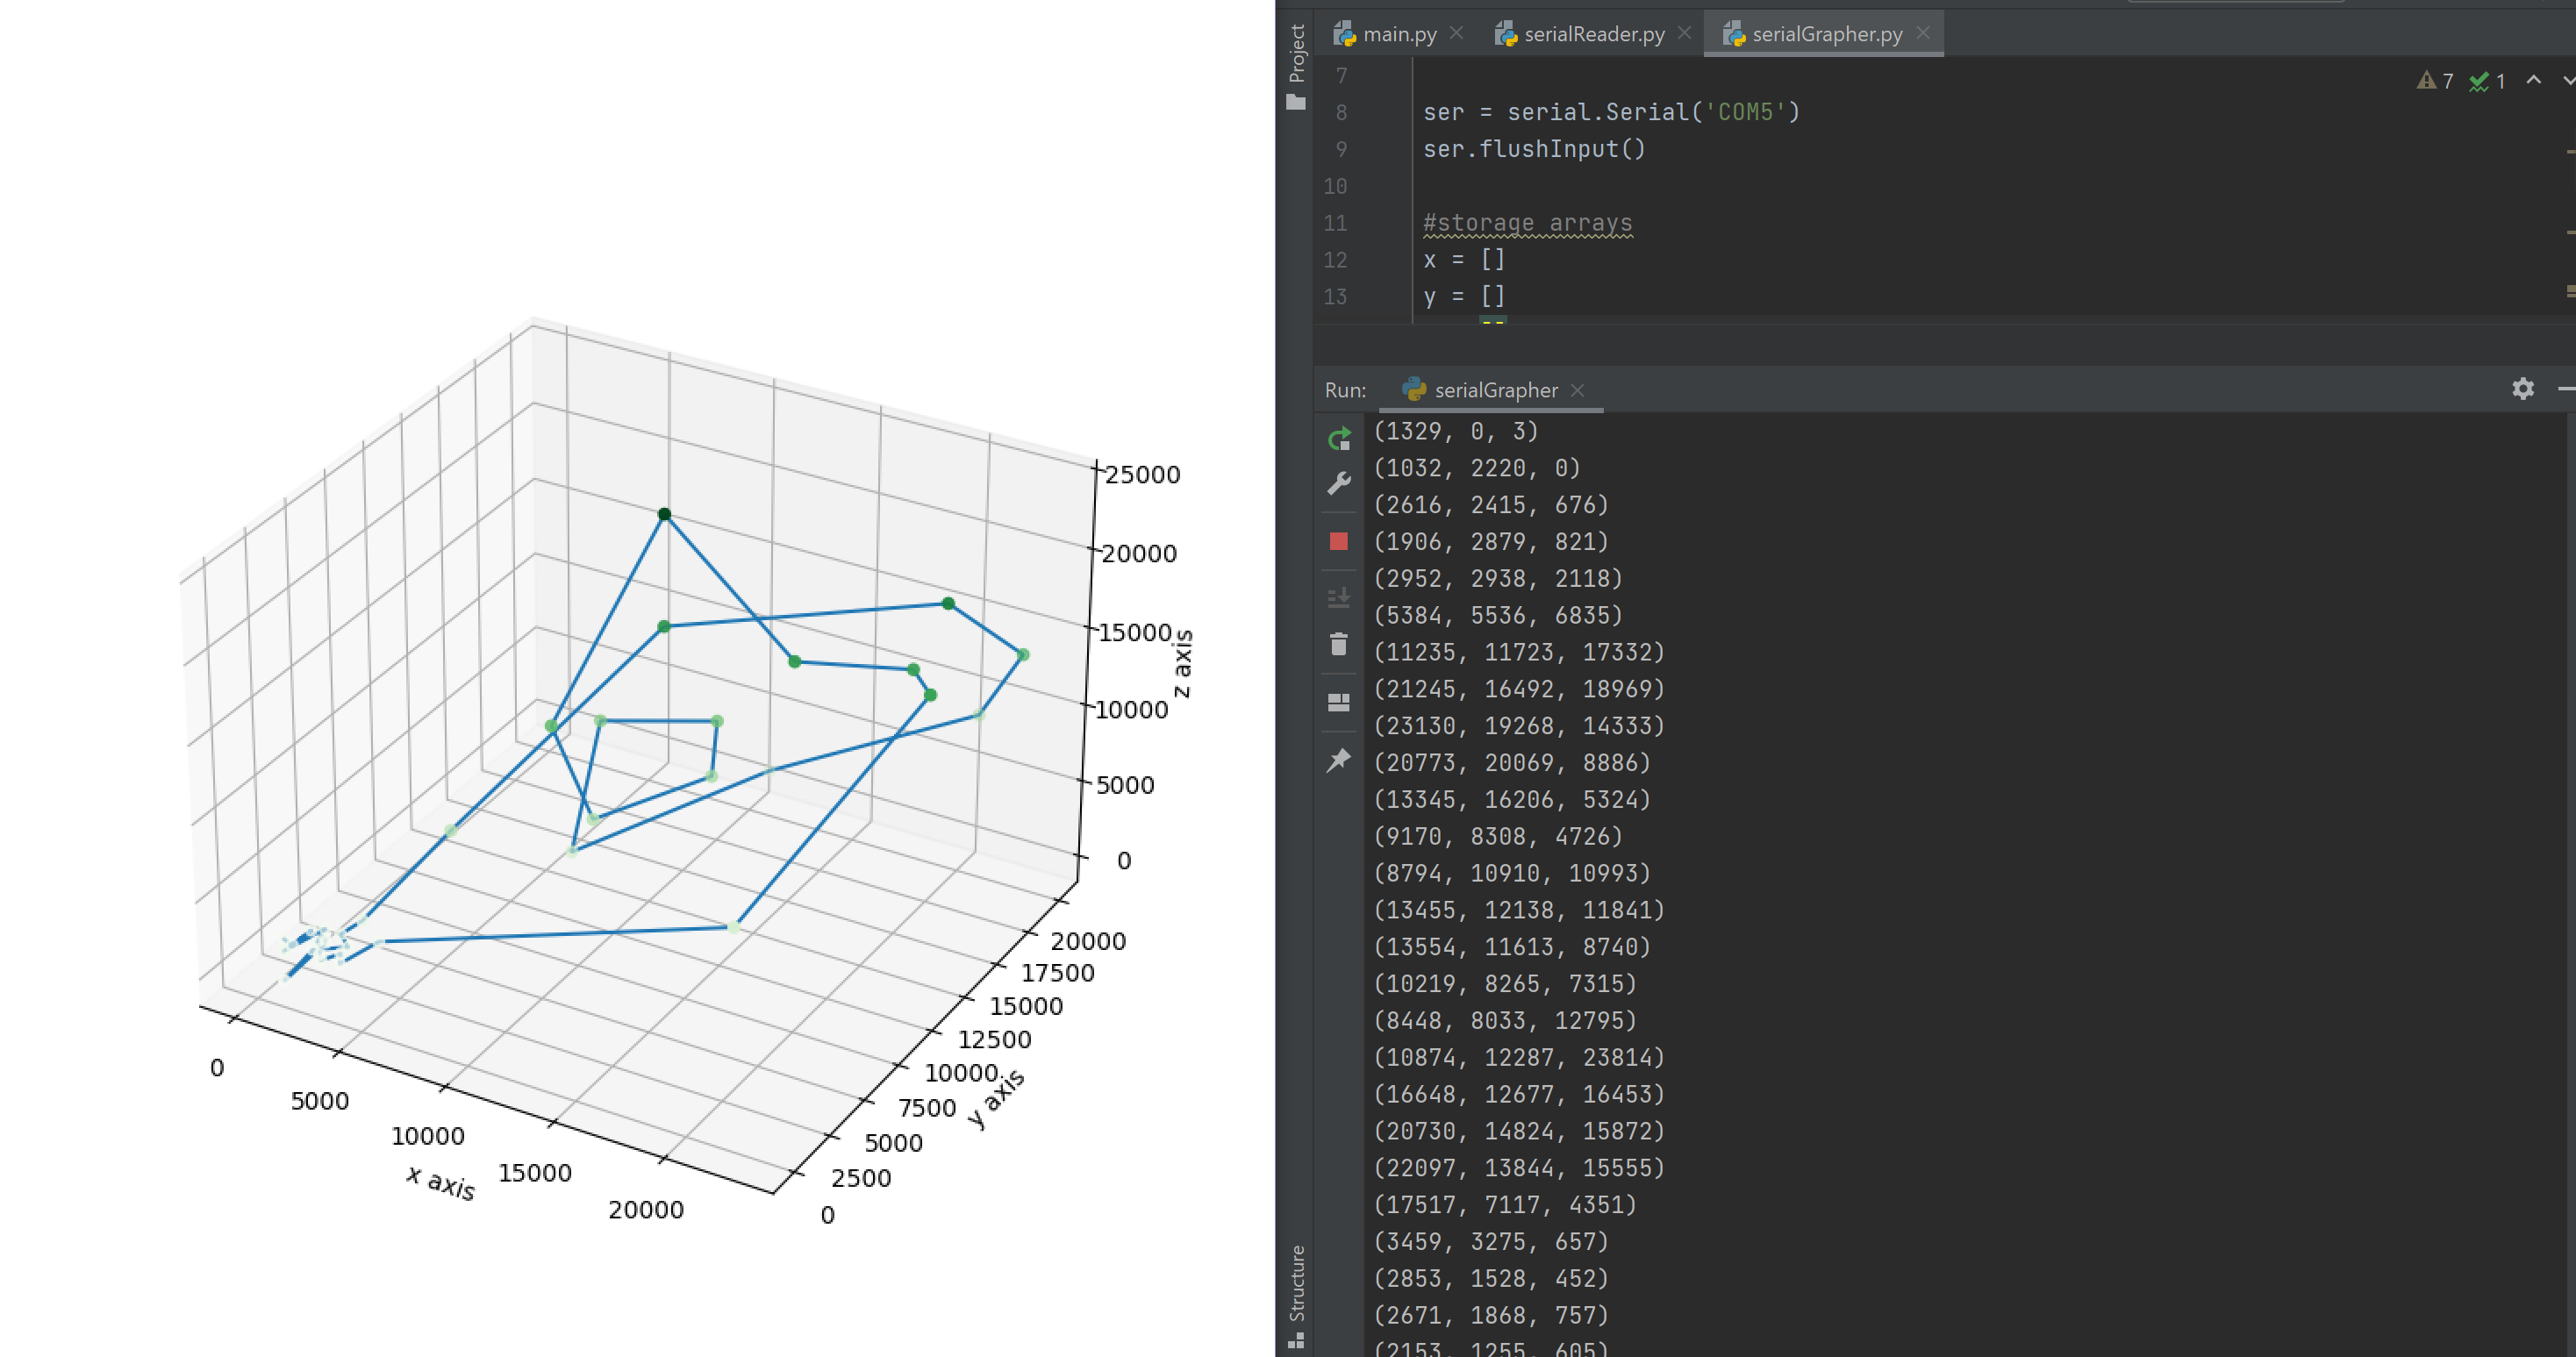 25000
20000
15000
z axis
10000
5000
0
20000
17500
15000
12500
10000
7500
y axis
5000
2500
0
0
5000
10000
x axis
15000
20000
Project
main.py
serialReader.py
serialGrapher.py
7
7
1
8 ser = serial.Serial('COM5')
9 ser.flushInput()
10
11 #storage arrays
12 x = []
13 y = []
Run: serialGrapher
(1329, 0, 3)
(1032, 2220, 0)
(2616, 2415, 676)
(1906, 2879, 821)
(2952, 2938, 2118)
(5384, 5536, 6835)
(11235, 11723, 17332)
(21245, 16492, 18969)
(23130, 19268, 14333)
(20773, 20069, 8886)
(13345, 16206, 5324)
(9170, 8308, 4726)
(8794, 10910, 10993)
(13455, 12138, 11841)
(13554, 11613, 8740)
(10219, 8265, 7315)
(8448, 8033, 12795)
(10874, 12287, 23814)
(16648, 12677, 16453)
(20730, 14824, 15872)
(22097, 13844, 15555)
(17517, 7117, 4351)
(3459, 3275, 657)
(2853, 1528, 452)
(2671, 1868, 757)
(2153, 1255, 605)
Structure